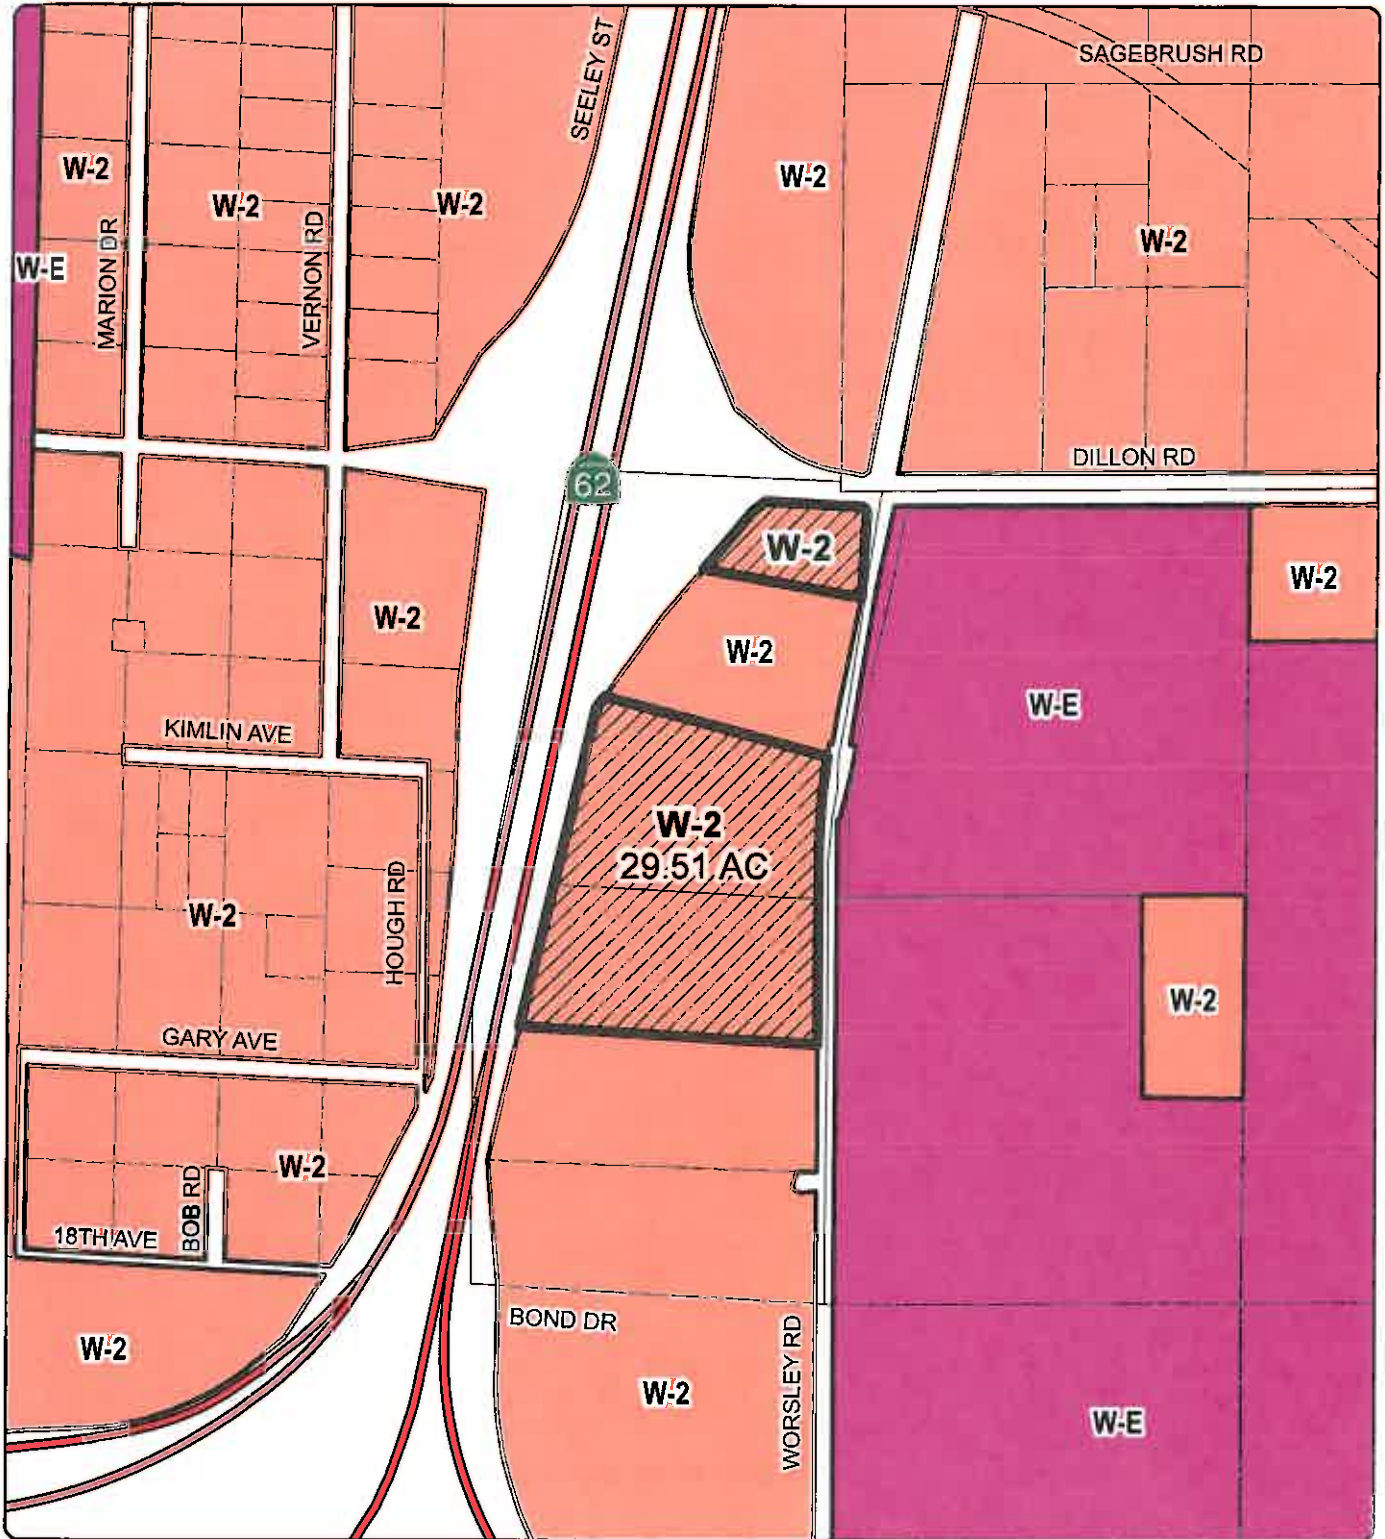 SEELEY ST
SAGEBRUSH RD
W-2
W-2
W-2
W-2
W-2
W-E
MARION DR
VERNON RD
DILLON RD
62
W-2
W-2
W-2
W-2
W-E
KIMLIN AVE
W-2
29.51 AC
HOUGH RD
W-2
W-2
GARY AVE
W-2
BOB RD
18TH AVE
BOND DR
W-2
WORSLEY RD
W-2
W-E